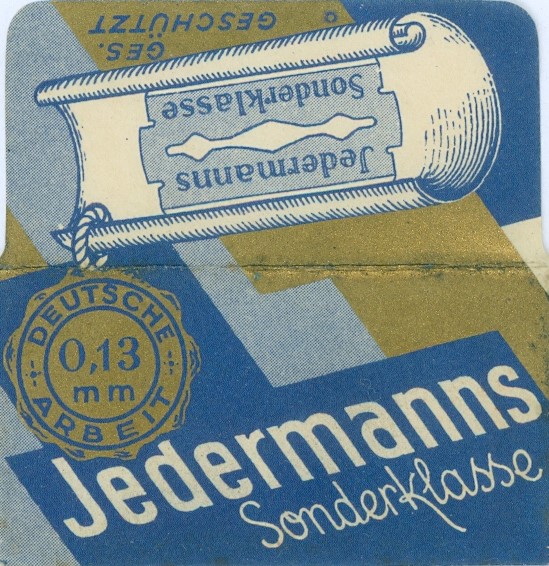 GES.
GESCHÜTZT
Sonderklasse
Jedermanns
DEUTSCHE
0,13
mm
ARBEIT
Jedermanns
Sonderklasse